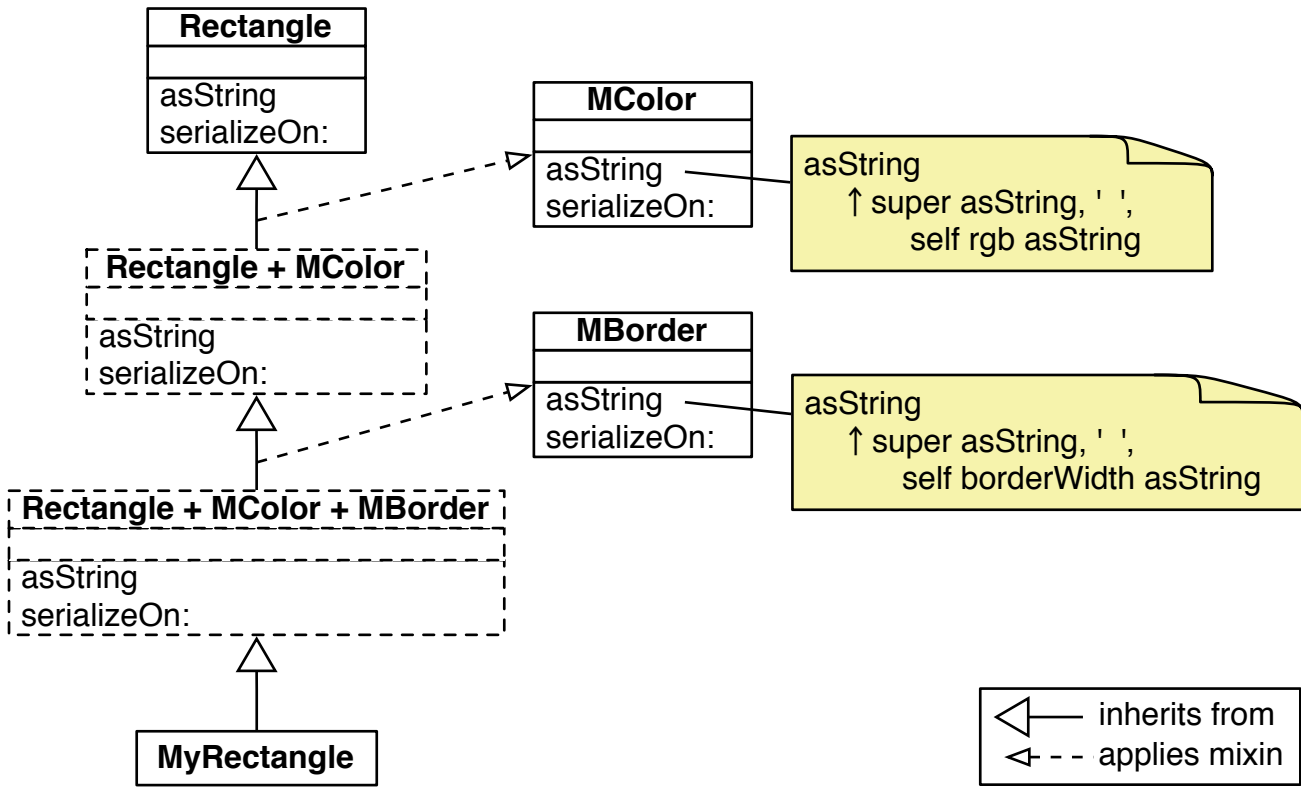 Rectangle
asString
serializeOn:
MColor
asString
serializeOn:
asString
↑ super asString, ' ',
self rgb asString
Rectangle + MColor
asString
serializeOn:
MBorder
asString
serializeOn:
asString
↑ super asString, ' ',
self borderWidth asString
Rectangle + MColor + MBorder
asString
serializeOn:
MyRectangle
inherits from
applies mixin